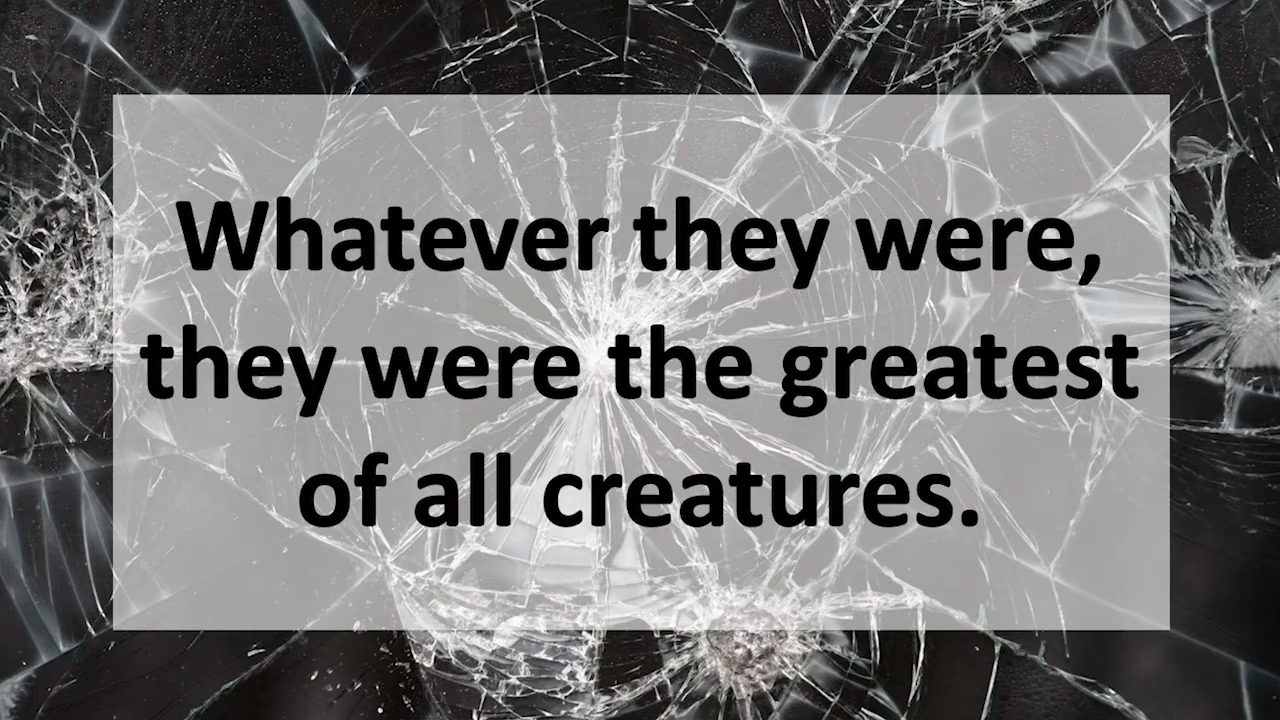 Whatever they were,
they were the greatest
of all creatures.